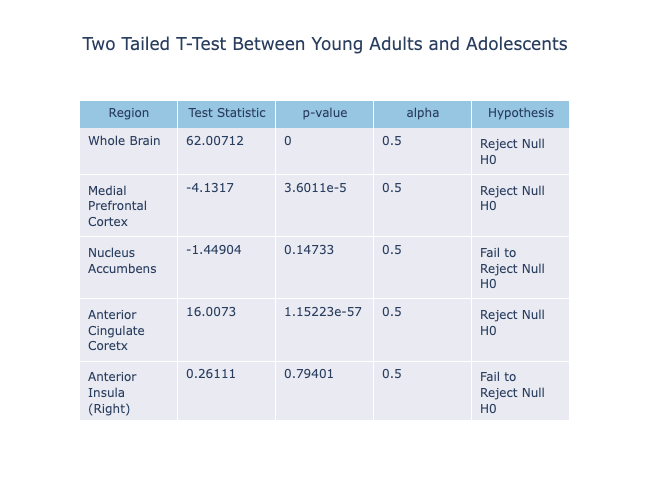 Two Tailed T-Test Between Young Adults and Adolescents
Region Test Statistic p-value alpha Hypothesis
Whole Brain 62.00712 0 0.5 Reject Null
H0
Medial -4.1317 3.6011e-5 0.5 Reject Null
Prefrontal H0
Cortex
Nucleus -1.44904 0.14733 0.5 Fail to
Accumbens Reject Null
H0
Anterior 16.0073 1.15223e-57 0.5 Reject Null
Cingulate H0
Coretx
Anterior 0.26111 0.79401 0.5 Fail to
Insula Reject Null
(Right) H0